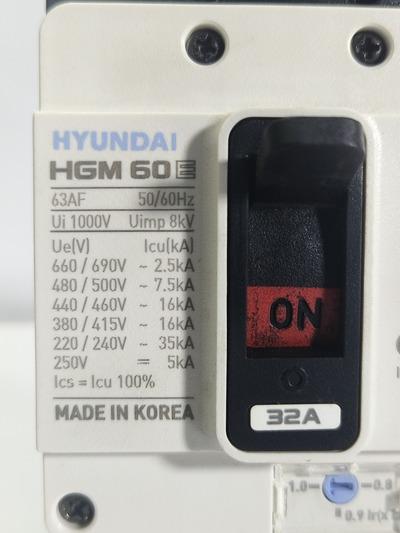 HYUNDAI
HGM 60 E
63AF 50/60Hz
Ui 1000V Uimp 8kV
Ue(V) Icu(kA)
660 / 690V ~ 2.5kA
480 / 500V ~ 7.5kA
440 / 460V ~ 16kA
380 / 415V ~ 16kA
220 / 240V ~ 35kA
250V ⎓ 5kA
Ics = Icu 100%
MADE IN KOREA
ON
32A
1.0 0.8
0.9 Ir(x